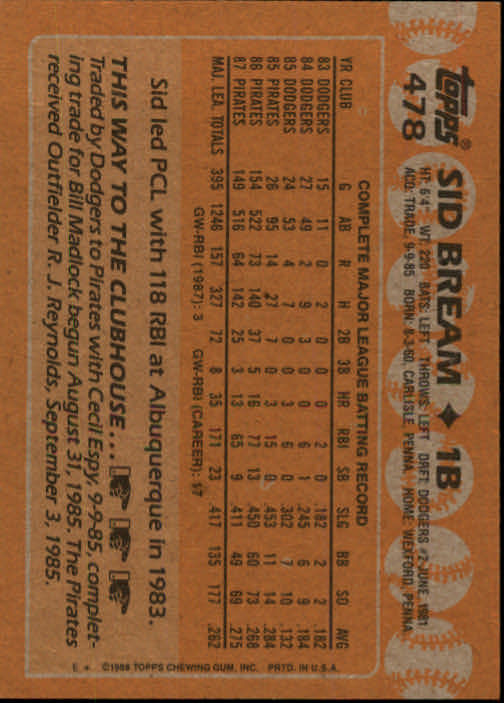 topps®
478
SID BREAM ♦ 1B
HT: 6'4" WT: 220 BATS: LEFT THROWS: LEFT DRFT: DODGERS #2-JUNE, 1981
ACQ: TRADE, 9-9-85 BORN: 8-3-60, CARLISLE, PENNA. HOME: WEXFORD, PENNA.
COMPLETE MAJOR LEAGUE BATTING RECORD
YR CLUB G AB R H 2B 3B HR RBI SB SLG BB SO AVG
83 DODGERS 15 11 0 2 0 0 0 2 0 .182 2 2 .182
84 DODGERS 27 49 2 9 3 0 0 6 1 .245 6 9 .184
85 DODGERS 24 53 4 7 0 0 3 6 0 .302 7 10 .132
85 PIRATES 26 95 14 27 7 0 3 15 0 .453 11 14 .284
86 PIRATES 154 522 73 140 37 5 16 77 13 .450 60 73 .268
87 PIRATES 149 516 64 142 25 3 13 65 9 .411 49 69 .275
MAJ. LEA. TOTALS 395 1246 157 327 72 8 35 171 23 .417 135 177 .262
GW-RBI (1987): 3 GW-RBI (CAREER): 17
Sid led PCL with 118 RBI at Albuquerque in 1983.
THIS WAY TO THE CLUBHOUSE...
Traded by Dodgers to Pirates with Cecil Espy, 9-9-85, complet-
ing trade for Bill Madlock begun August 31, 1985. The Pirates
received Outfielder R. J. Reynolds, September 3, 1985.
E * ©1988 TOPPS CHEWING GUM, INC. PRTD. IN U.S.A.